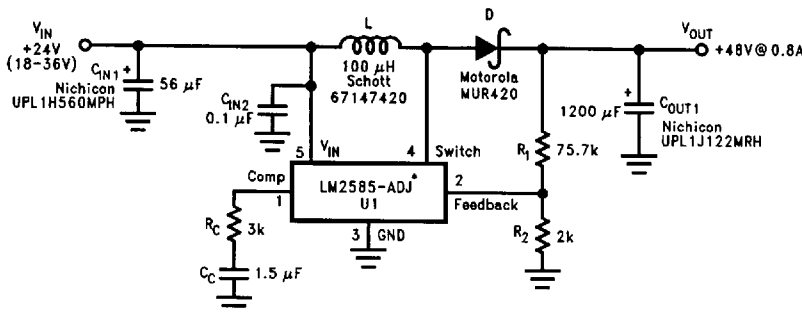 V_IN
+24V
(18-36V)
C_IN1 +
56 μF
Nichicon
UPL1H560MPH
C_IN2
0.1 μF
L
100 μH
Schott
67147420
D
Motorola
MUR420
V_OUT
+48V@0.8A
+
1200 μF
C_OUT1
Nichicon
UPL1J122MRH
R_1
75.7k
5
V_IN
4
Switch
Comp
1
LM2585-ADJ*
U1
2
Feedback
3
GND
R_C
3k
C_C
1.5 μF
R_2
2k